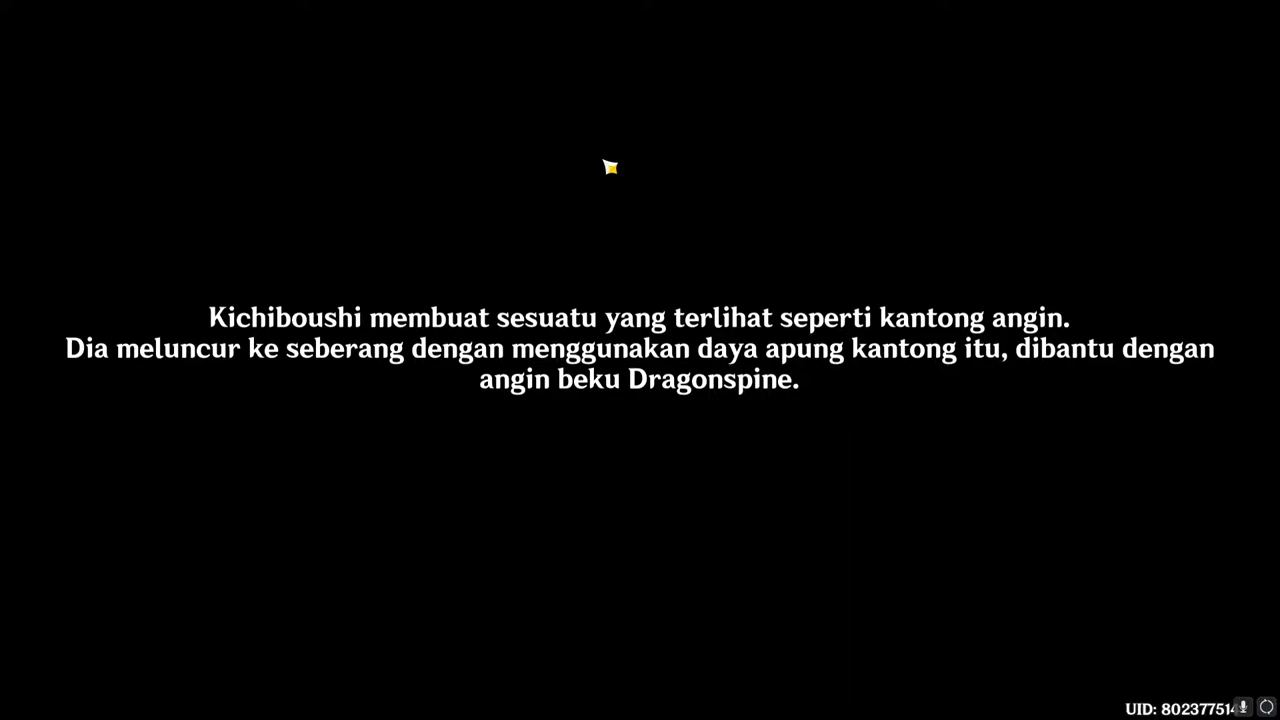 Kichiboushi membuat sesuatu yang terlihat seperti kantong angin.
Dia meluncur ke seberang dengan menggunakan daya apung kantong itu, dibantu dengan
angin beku Dragonspine.
UID: 802377514